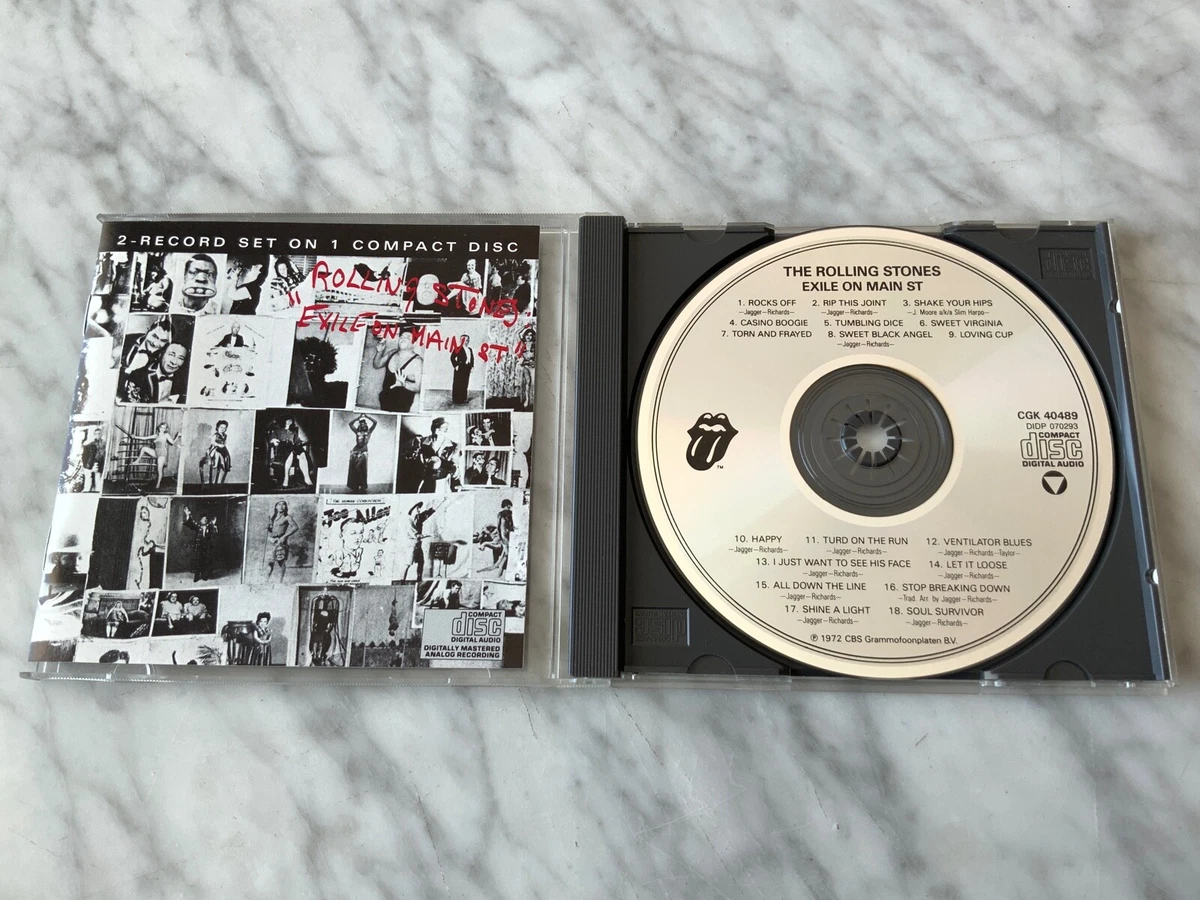 2-RECORD SET ON 1 COMPACT DISC
"ROLLING STONES
EXILE ON MAIN ST"
THE HUMAN CORKSCREW
Joe Allen
COMPACT
disc
DIGITAL AUDIO
DIGITALLY MASTERED
ANALOG RECORDING
THE ROLLING STONES
EXILE ON MAIN ST
1. ROCKS OFF 2. RIP THIS JOINT 3. SHAKE YOUR HIPS
—Jagger—Richards— —Jagger—Richards— —J. Moore a/k/a Slim Harpo—
4. CASINO BOOGIE 5. TUMBLING DICE 6. SWEET VIRGINIA
7. TORN AND FRAYED 8. SWEET BLACK ANGEL 9. LOVING CUP
—Jagger—Richards—
TM
CGK 40489
DIDP 070293
COMPACT
disc
DIGITAL AUDIO
10. HAPPY 11. TURD ON THE RUN 12. VENTILATOR BLUES
—Jagger—Richards— —Jagger—Richards— —Jagger—Richards—Taylor—
13. I JUST WANT TO SEE HIS FACE 14. LET IT LOOSE
—Jagger—Richards— —Jagger—Richards—
15. ALL DOWN THE LINE 16. STOP BREAKING DOWN
—Jagger—Richards— —Trad. Arr. by Jagger—Richards—
17. SHINE A LIGHT 18. SOUL SURVIVOR
—Jagger—Richards— —Jagger—Richards—
℗ 1972 CBS Grammofoonplaten B.V.